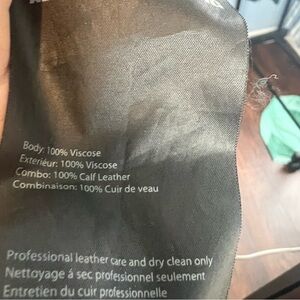 Body: 100% Viscose
Exterieur: 100% Viscose
Combo: 100% Calf Leather
Combinaison: 100% Cuir de veau
Professional leather care and dry clean only
Nettoyage à sec professionnel seulement
Entretien du cuir professionnelle